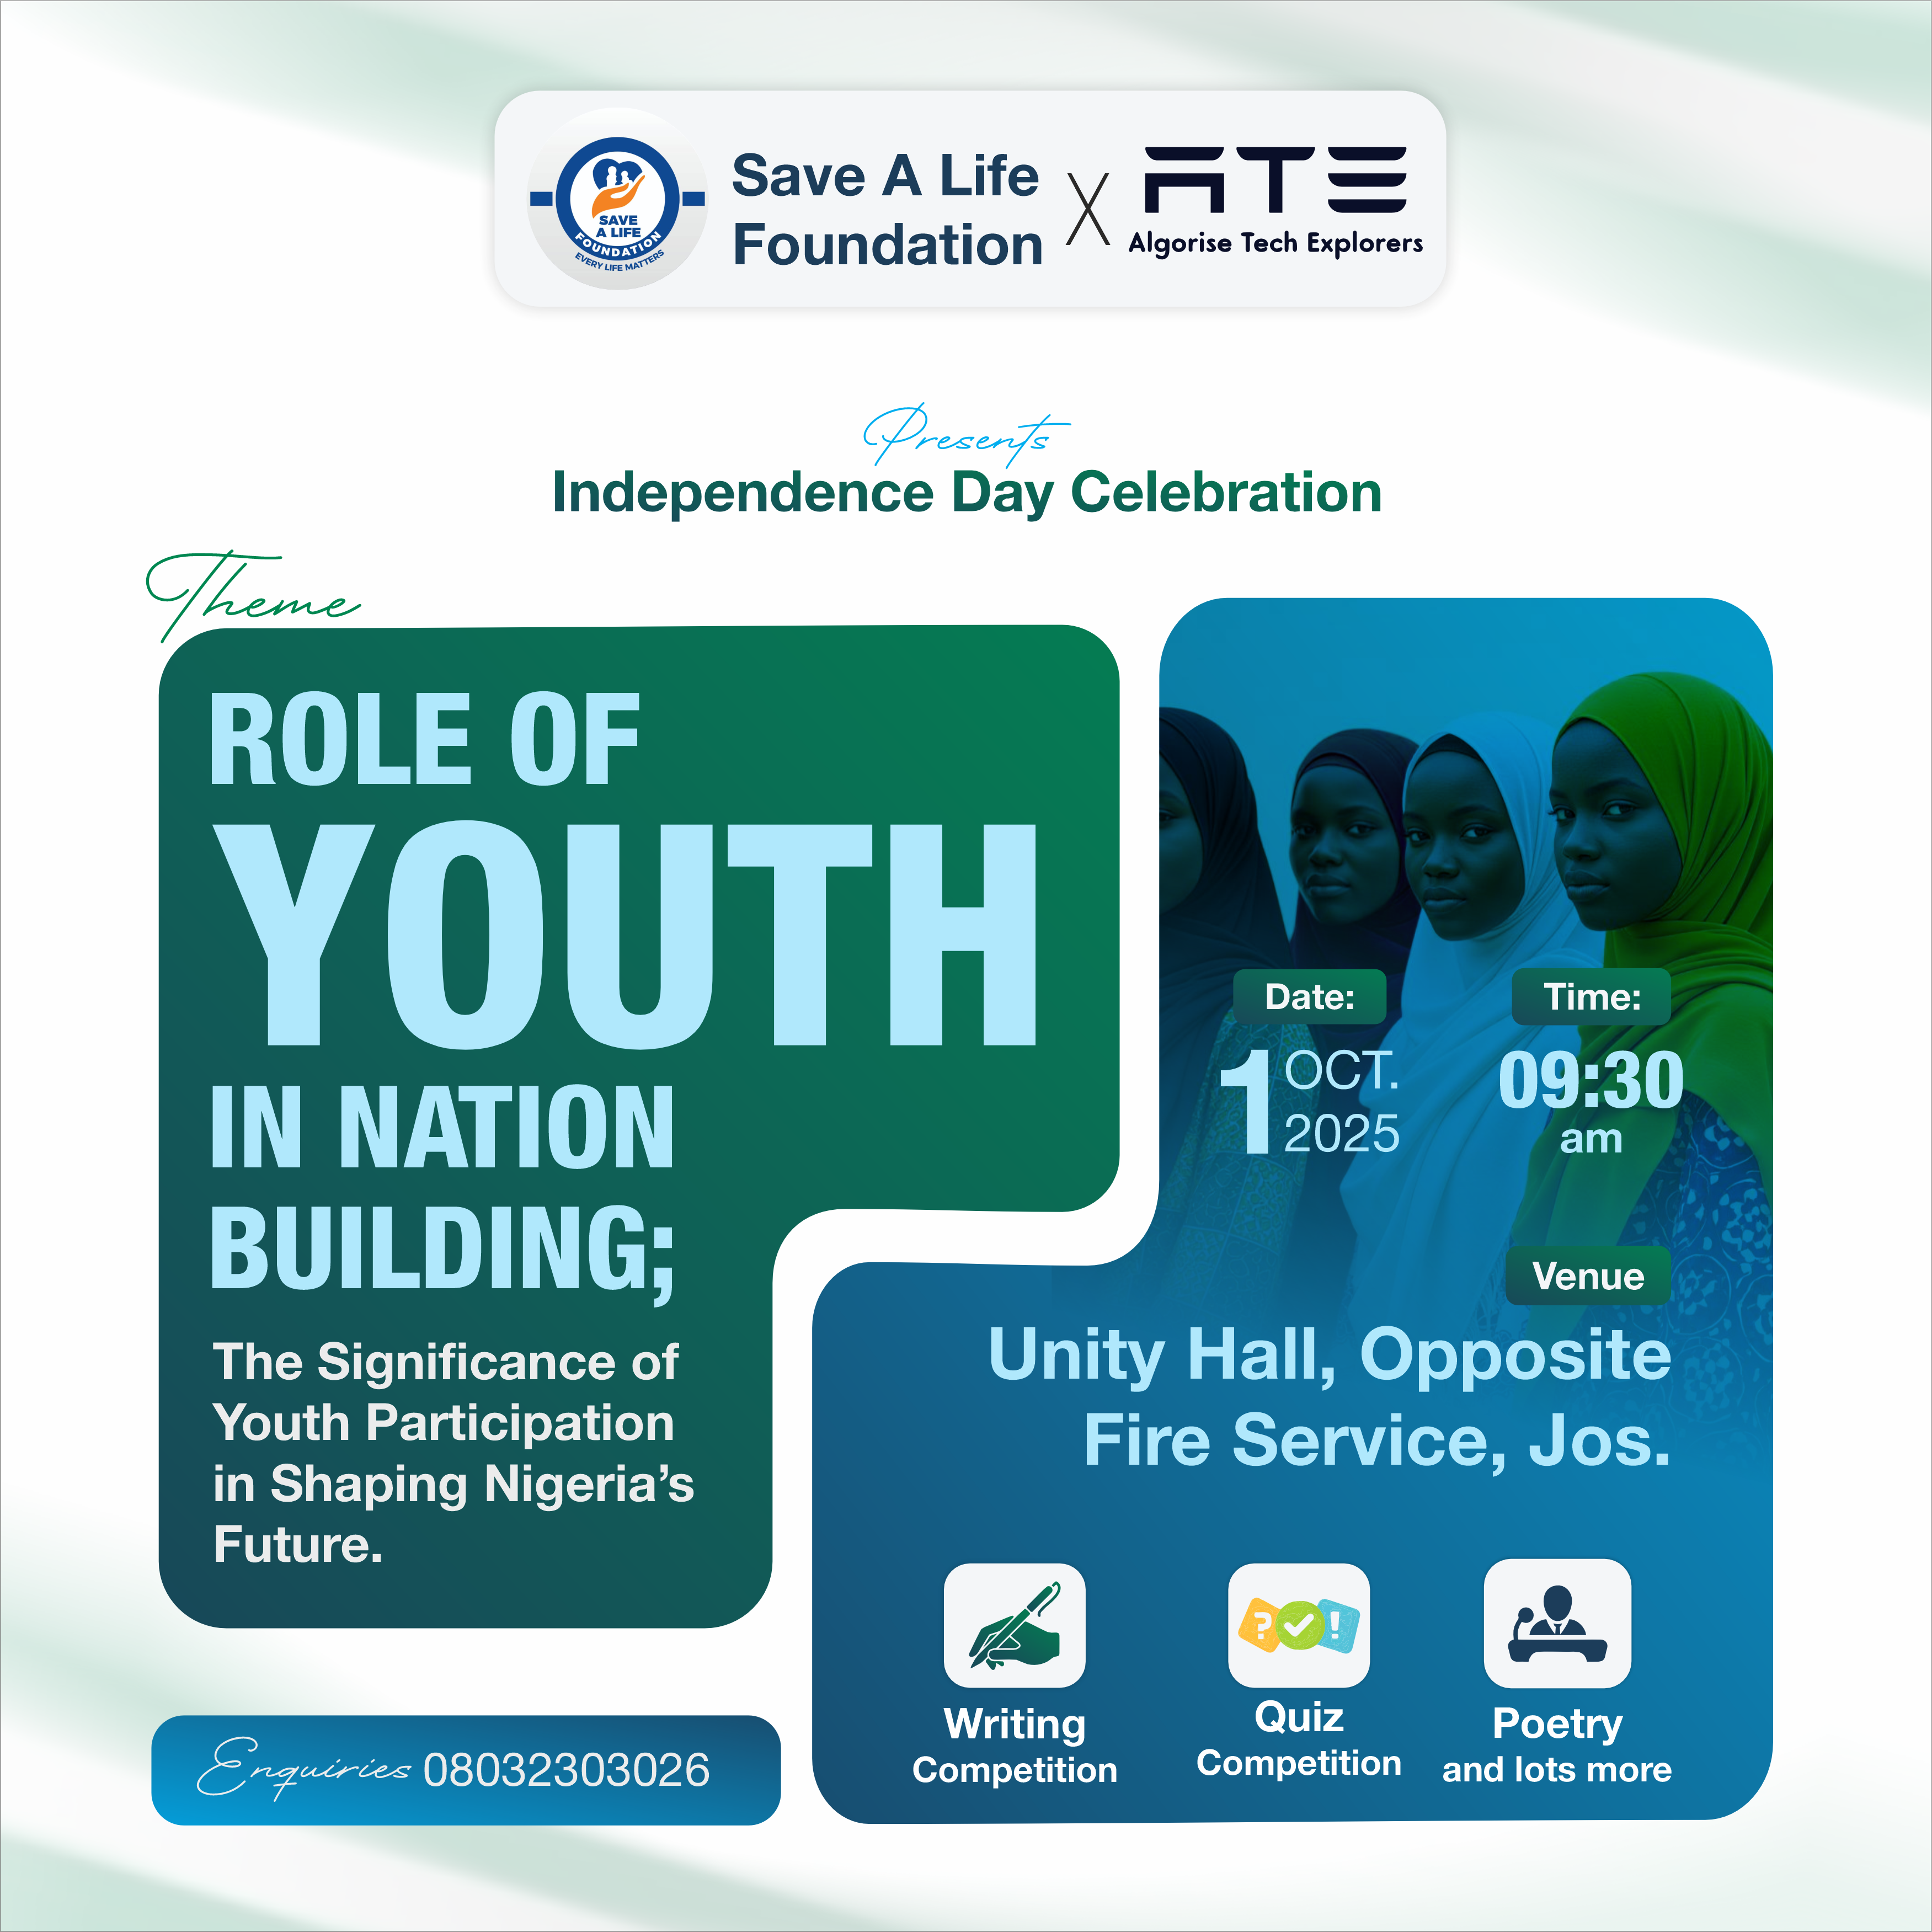 SAVE
A LIFE
FOUNDATION
EVERY LIFE MATTERS
Save A Life
Foundation
X
ATE
Algorise Tech Explorers
Presents
Independence Day Celebration
Theme
ROLE OF
YOUTH
IN NATION
BUILDING;
The Significance of
Youth Participation
in Shaping Nigeria’s
Future.
Date:
1 OCT.
2025
Time:
09:30
am
Venue
Unity Hall, Opposite
Fire Service, Jos.
Writing
Competition
Quiz
Competition
Poetry
and lots more
Enquiries 08032303026